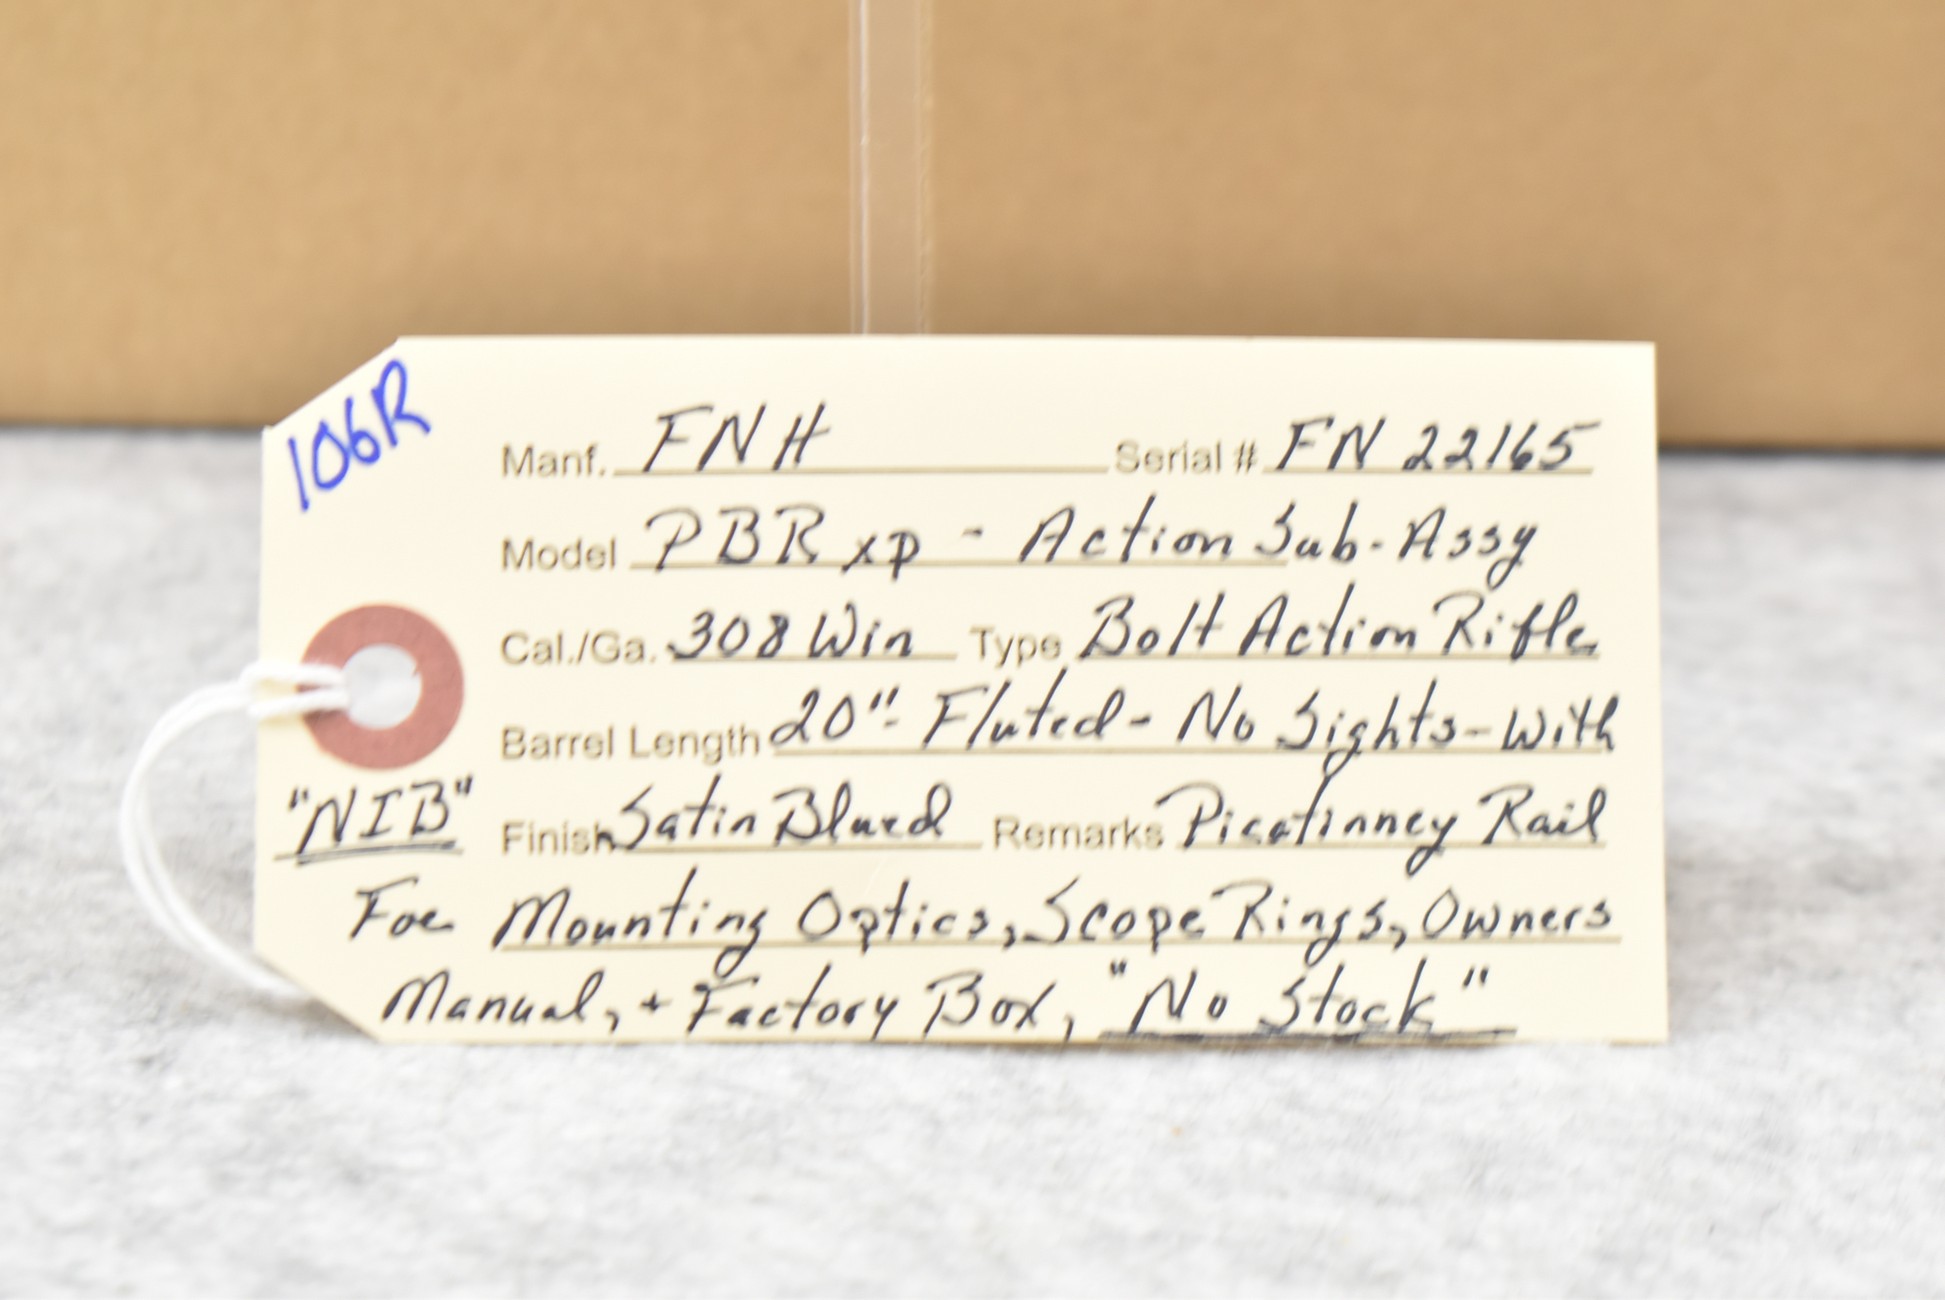 106R
Manf. FNH Serial # FN 22165
Model PBR xp - Action Sub-Assy
Cal./Ga. 308 Win Type Bolt Action Rifle
Barrel Length 20"- Fluted- No Sights- With
"NIB" Finish Satin Blued Remarks Picatinney Rail
For Mounting Optics, Scope Rings, Owners
Manual, + Factory Box, "No Stock"